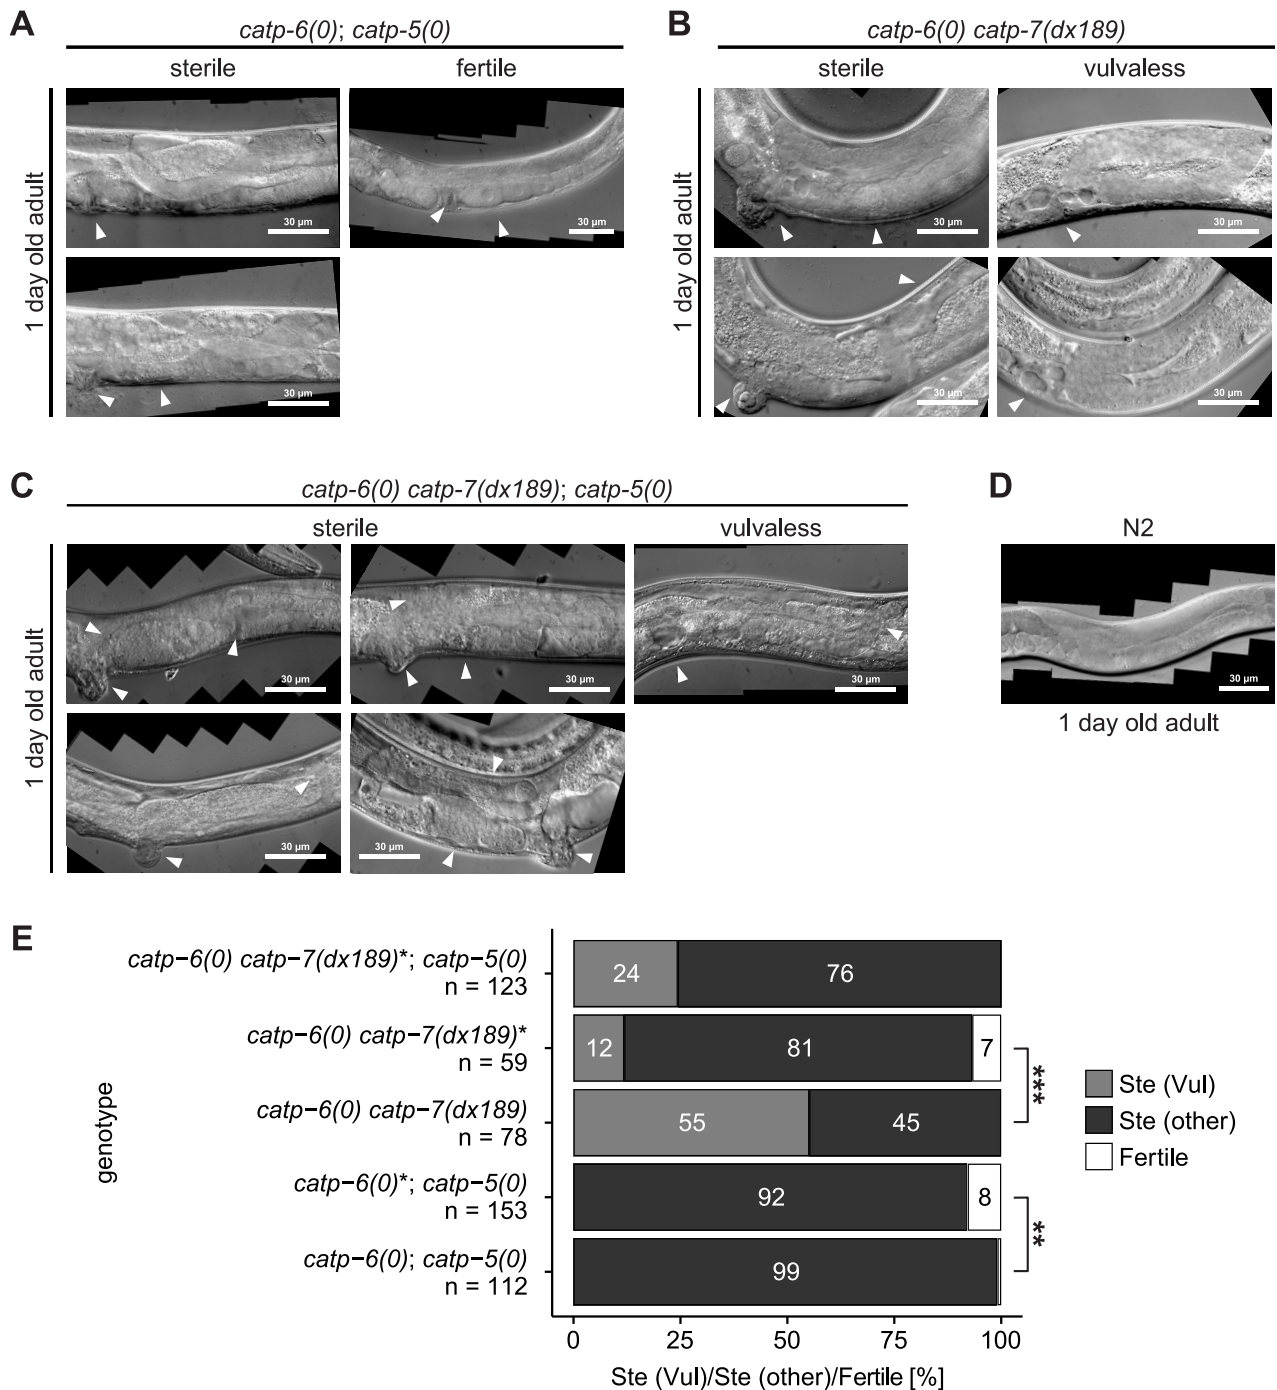 A
catp-6(0); catp-5(0)
sterile
fertile
1 day old adult
30 µm
30 µm
30 µm
B
catp-6(0) catp-7(dx189)
sterile
vulvaless
1 day old adult
30 µm
30 µm
30 µm
30 µm
C
catp-6(0) catp-7(dx189); catp-5(0)
sterile
vulvaless
1 day old adult
30 µm
30 µm
30 µm
30 µm
30 µm
D
N2
30 µm
1 day old adult
E
genotype
catp−6(0) catp−7(dx189)*; catp−5(0)
n = 123
24
76
catp−6(0) catp−7(dx189)*
n = 59
12
81
7
catp−6(0) catp−7(dx189)
n = 78
55
45
***
catp−6(0)*; catp−5(0)
n = 153
92
8
catp−6(0); catp−5(0)
n = 112
99
**
Ste (Vul)
Ste (other)
Fertile
0
25
50
75
100
Ste (Vul)/Ste (other)/Fertile [%]